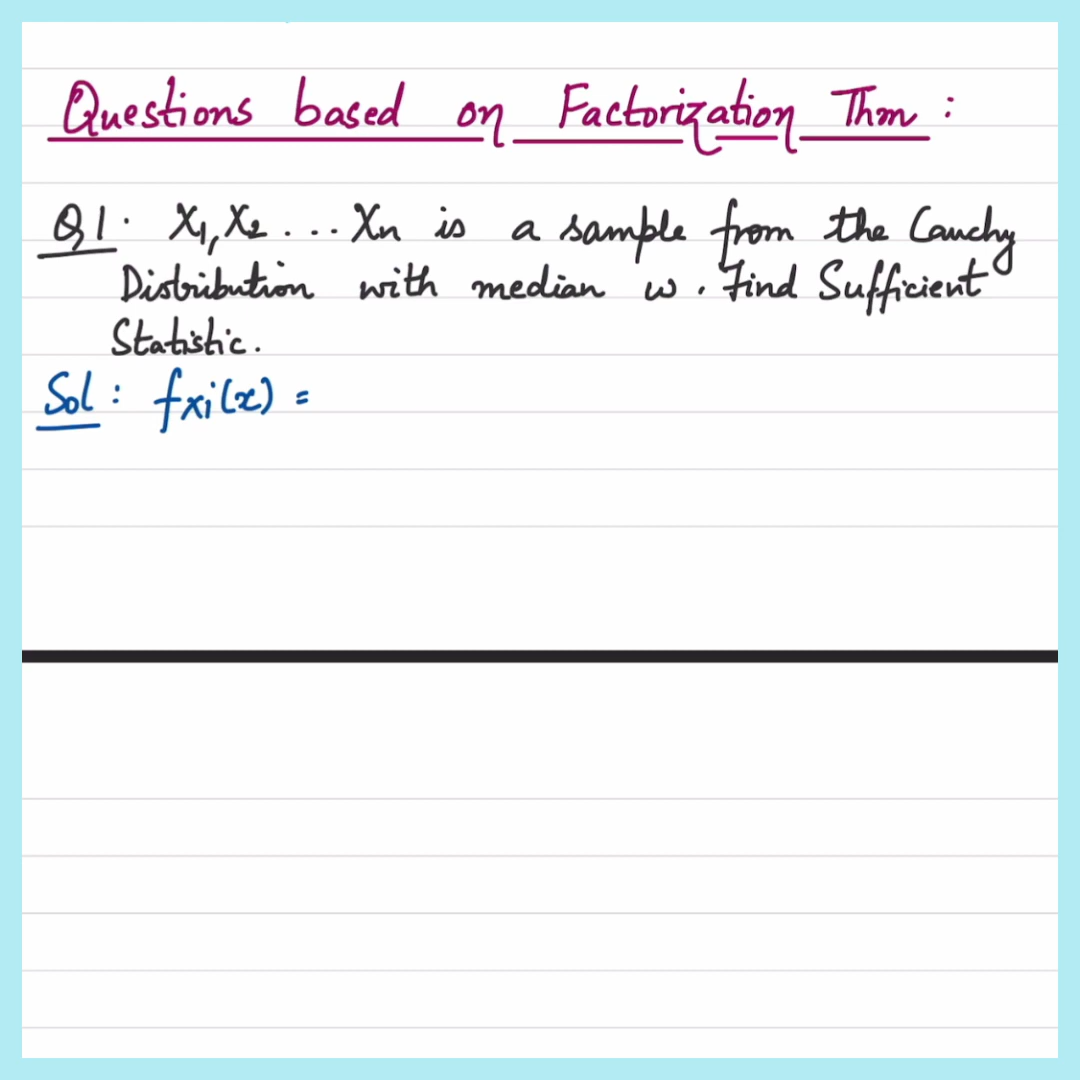 Questions based on Factorization Thm :
Q1. X1, X2 ... Xn is a sample from the Cauchy
Distribution with median ω. Find Sufficient
Statistic.
Sol : fxi(x) =